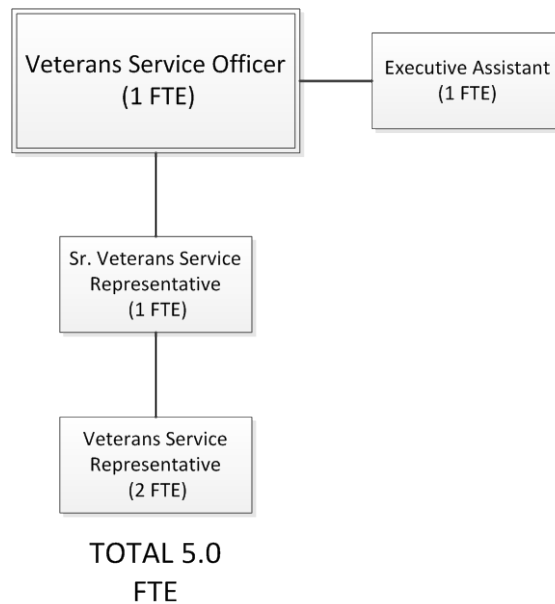 Veterans Service Officer
(1 FTE)
Executive Assistant
(1 FTE)
Sr. Veterans Service
Representative
(1 FTE)
Veterans Service
Representative
(2 FTE)
TOTAL 5.0
FTE